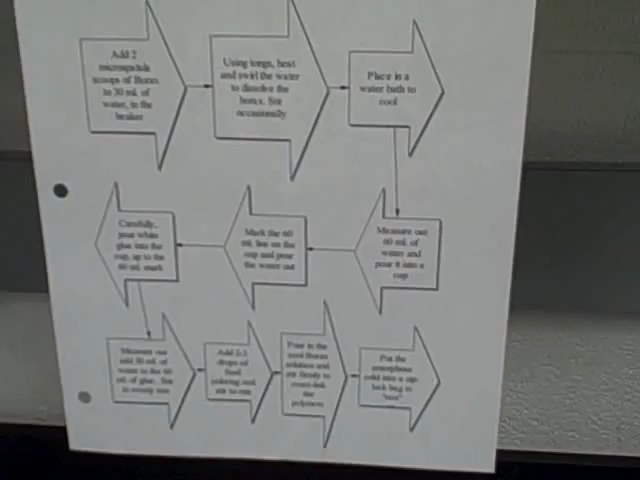 Add 2
microspatula
scoops of Borax
to 30 mL of
water, in the
beaker
Using tongs, heat
and swirl the water
to dissolve the
borax. Stir
occasionally
Place in a
water bath to
cool
Measure out
60 mL of
water and
pour it into a
cup
Mark the 60
mL line on the
cup and pour
the water out
Carefully,
pour white
glue into the
cup, up to the
60 mL mark
Measure out
add 30 mL of
water to the 60
mL of glue. Stir
to evenly mix
Add 2-3
drops of
food
coloring and
stir to mix
Pour in the
cool Borax
solution and
stir firmly to
cross-link
the
polymers
Put the
amorphous
solid into a zip-
lock bag to